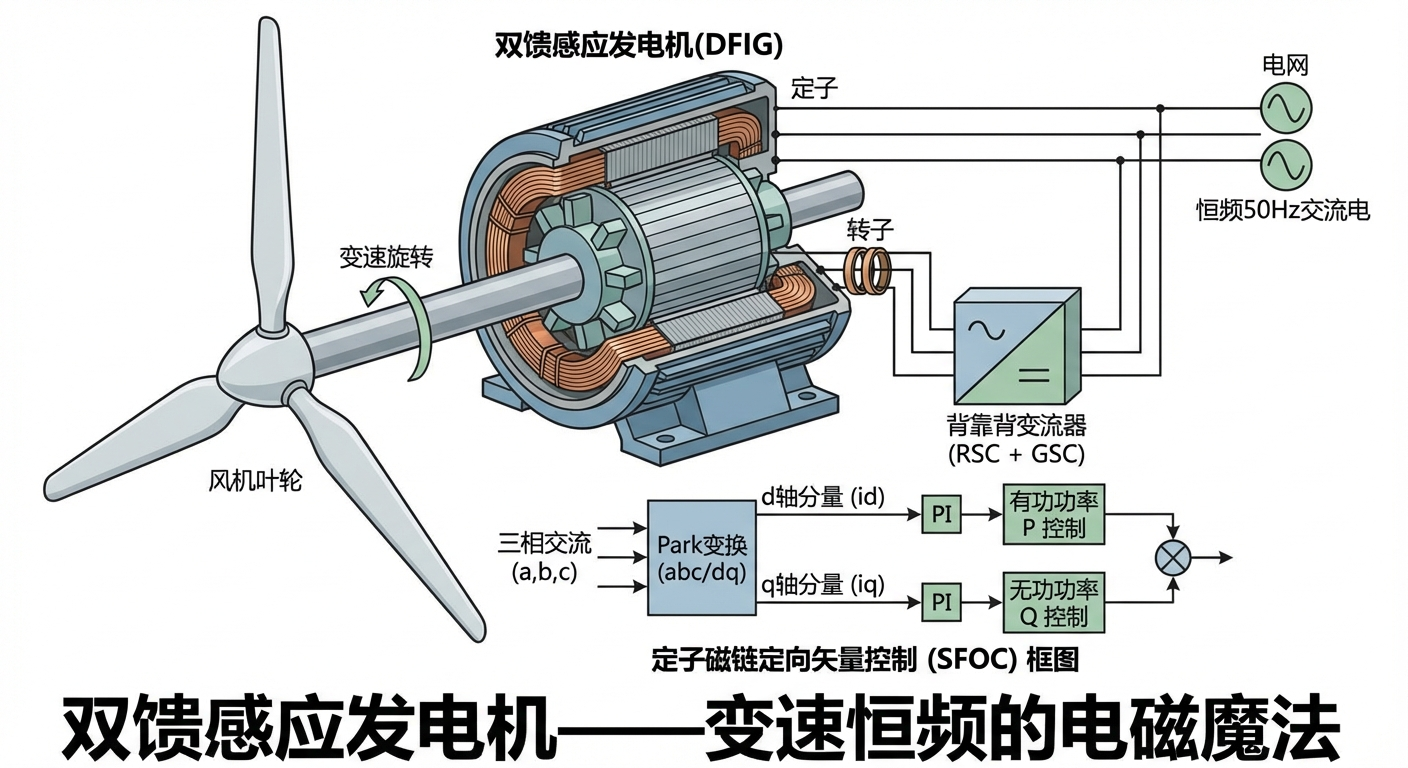 双馈感应发电机(DFIG)
定子
电网
恒频50Hz交流电
转子
变速旋转
风机叶轮
背靠背变流器
(RSC + GSC)
三相交流
(a,b,c)
Park变换
(abc/dq)
d轴分量 (id)
PI
有功功率
P 控制
q轴分量 (iq)
PI
无功功率
Q 控制
定子磁链定向矢量控制 (SFOC) 框图
双馈感应发电机——变速恒频的电磁魔法